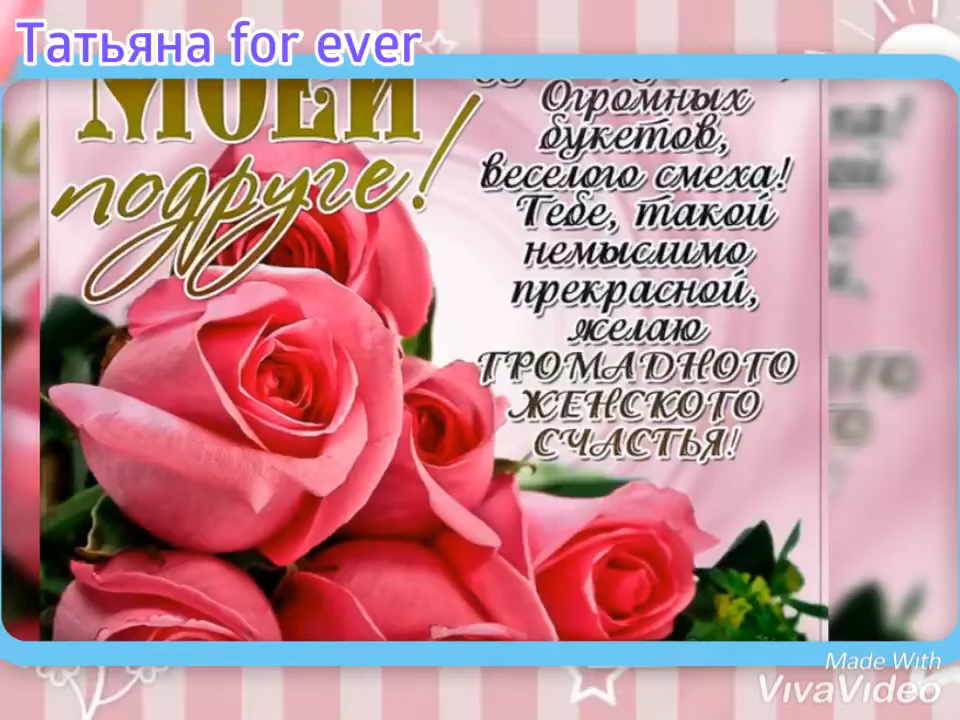 Татьяна for ever
МОЕЙ
подруге!
Огромных
букетов,
веселого смеха!
Тебе, такой
немыслимо
прекрасной,
желаю
ГРОМАДНОГО
ЖЕНСКОГО
СЧАСТЬЯ!
Made With
VivaVideo